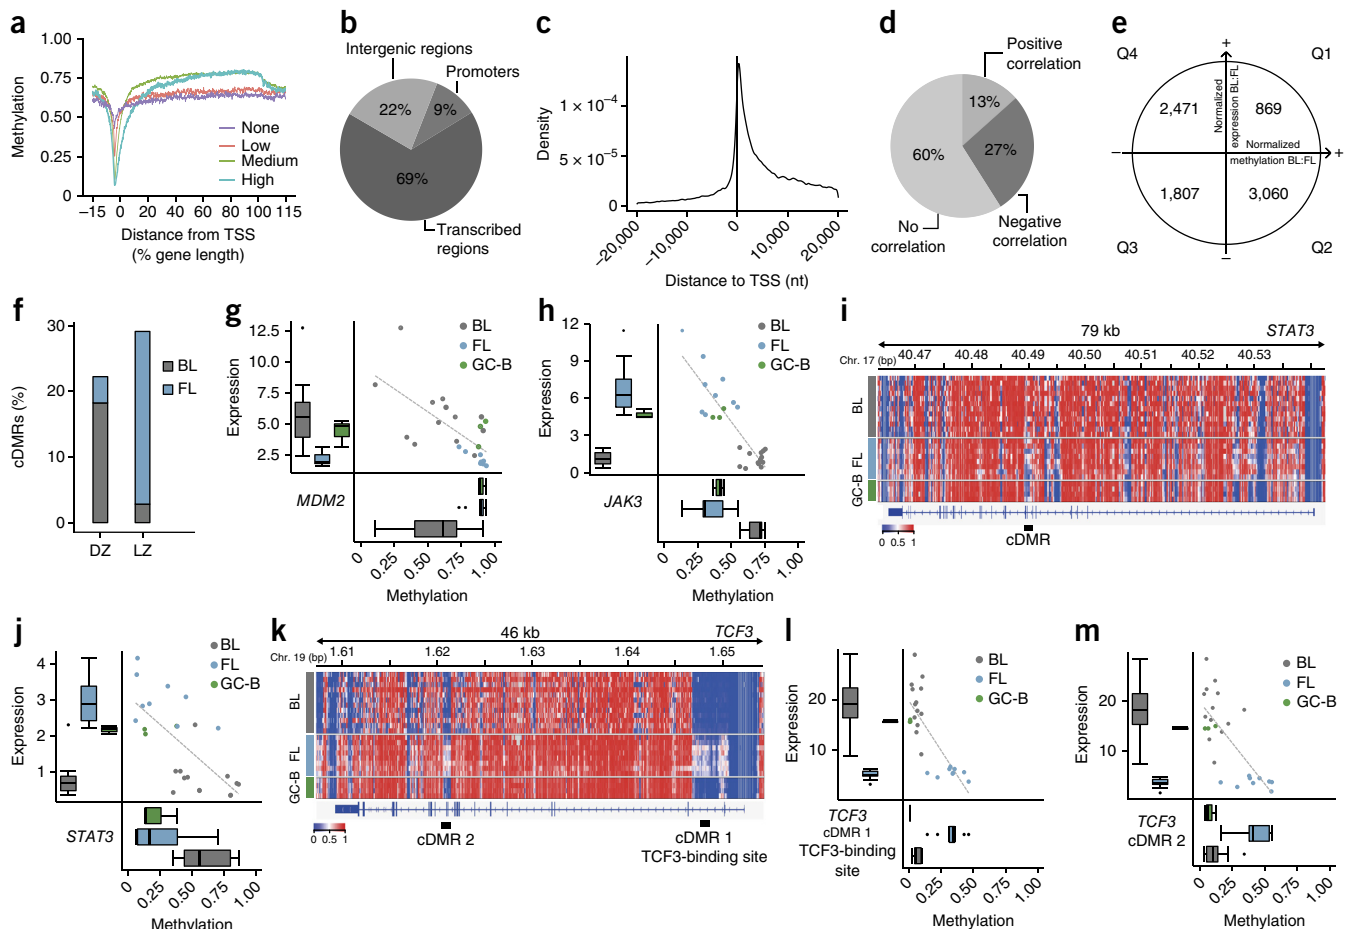 a
1.00
0.75
0.50
0.25
0
Methylation
None
Low
Medium
High
−15 0 20 40 60 80 100 115
Distance from TSS
(% gene length)
b
Intergenic regions
Promoters
22%
9%
69%
Transcribed
regions
c
Density
1 × 10–4
5 × 10–5
0
−20,000
−10,000
0
10,000
20,000
Distance to TSS (nt)
d
Positive
correlation
13%
27%
60%
No
correlation
Negative
correlation
e
Q4
+
Q1
2,471
869
Normalized
expression BL:FL
Normalized
methylation BL:FL
−
+
1,807
3,060
Q3
−
Q2
f
30
20
10
0
cDMRs (%)
BL
FL
DZ
LZ
g
12.5
10.0
7.5
5.0
2.5
Expression
BL
FL
GC-B
MDM2
0 0.25 0.50 0.75 1.00
Methylation
h
12
9
6
3
0
Expression
BL
FL
GC-B
JAK3
0 0.25 0.50 0.75 1.00
Methylation
i
79 kb
STAT3
Chr. 17 (bp)
40.47 40.48 40.49 40.50 40.51 40.52 40.53
BL
FL
GC-B
0 0.5 1
cDMR
j
4
3
2
1
Expression
BL
FL
GC-B
STAT3
0 0.25 0.50 0.75 1.00
Methylation
k
46 kb
TCF3
Chr. 19 (bp)
1.61 1.62 1.63 1.64 1.65
BL
FL
GC-B
0 0.5 1
cDMR 2
cDMR 1
TCF3-binding site
l
20
10
Expression
BL
FL
GC-B
TCF3
cDMR 1
TCF3-binding
site
0 0.25 0.50 0.75 1.00
Methylation
m
20
10
Expression
BL
FL
GC-B
TCF3
cDMR 2
0 0.25 0.50 0.75 1.00
Methylation